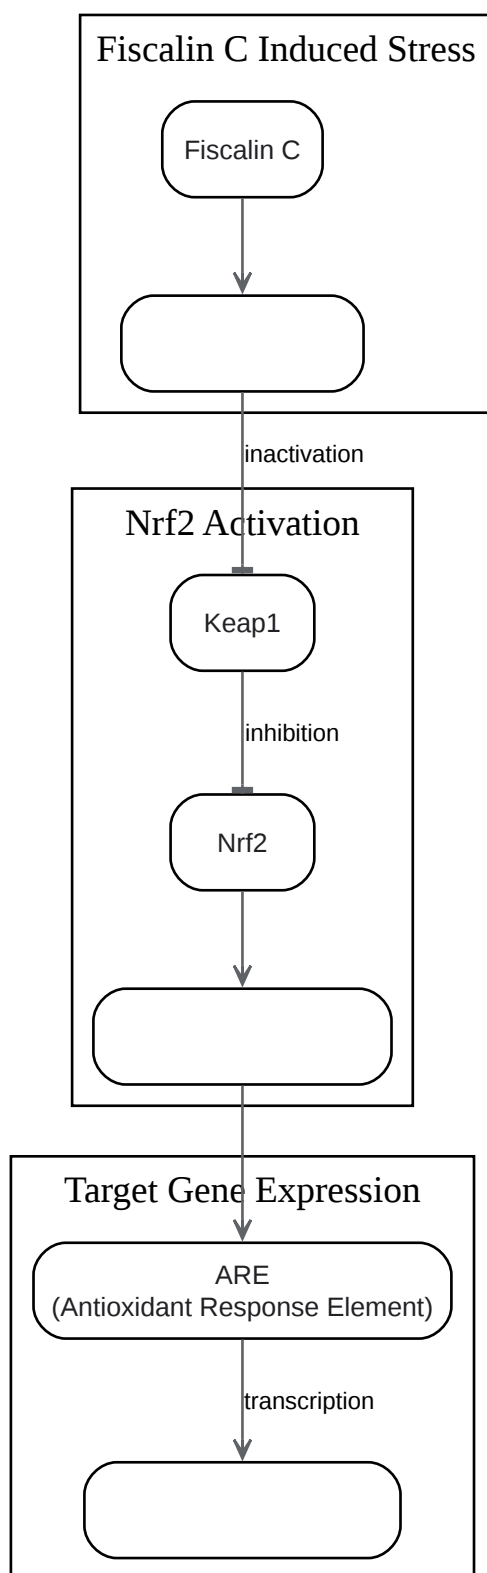 Fiscalin C Induced Stress
Fiscalin C
inactivation
Nrf2 Activation
Keap1
inhibition
Nrf2
Target Gene Expression
ARE
(Antioxidant Response Element)
transcription